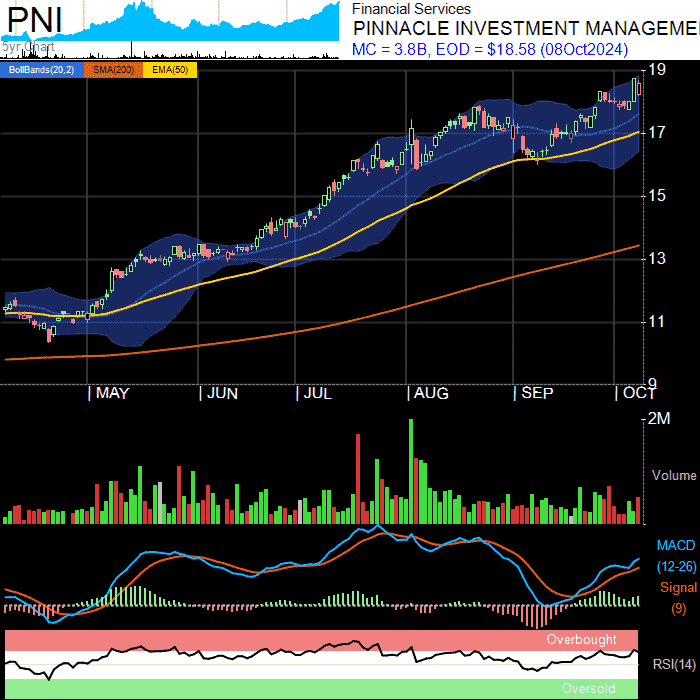 PNI
5yr Chart
Financial Services
PINNACLE INVESTMENT MANAGEME
MC = 3.8B, EOD = $18.58 (08Oct2024)
BollBands(20,2) SMA(200) EMA(50)
19
17
15
13
11
9
| MAY | JUN | JUL | AUG | SEP | OCT
2M
Volume
MACD
(12-26)
Signal
(9)
Overbought
RSI(14)
Oversold